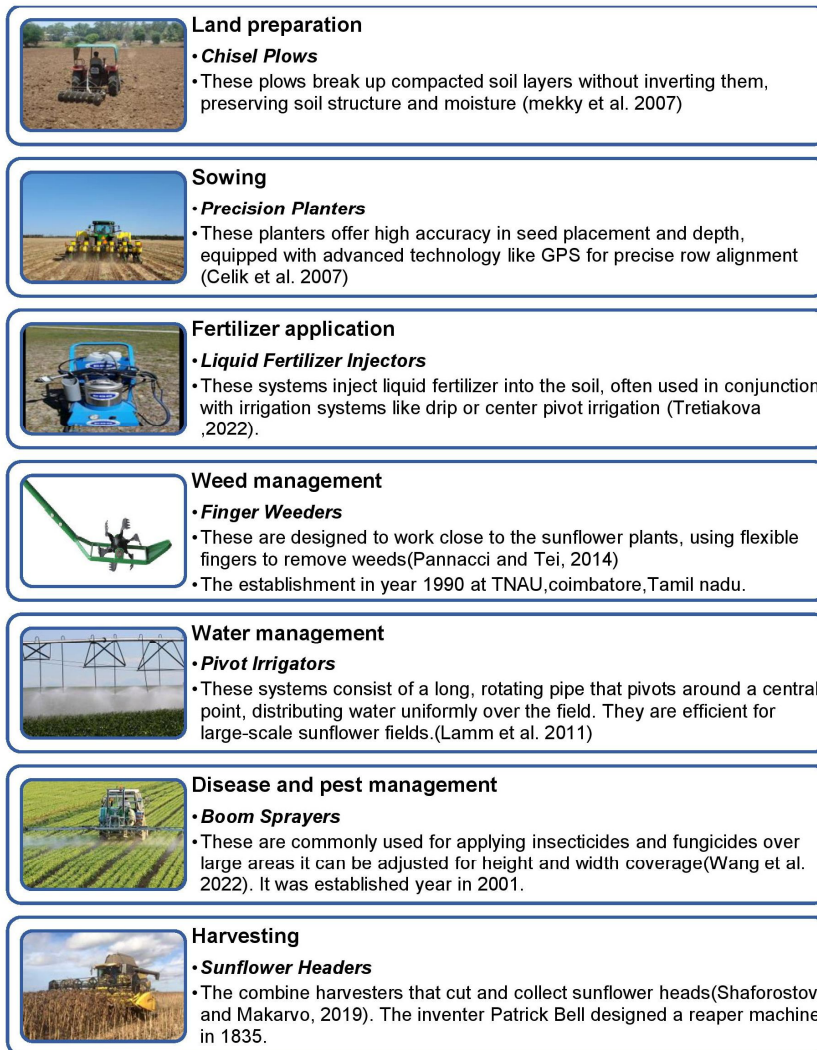 Land preparation
•Chisel Plows
•These plows break up compacted soil layers without inverting them,
preserving soil structure and moisture (mekky et al. 2007)
Sowing
•Precision Planters
•These planters offer high accuracy in seed placement and depth,
equipped with advanced technology like GPS for precise row alignment
(Celik et al. 2007)
Fertilizer application
•Liquid Fertilizer Injectors
•These systems inject liquid fertilizer into the soil, often used in conjunction
with irrigation systems like drip or center pivot irrigation (Tretiakova
,2022).
Weed management
•Finger Weeders
•These are designed to work close to the sunflower plants, using flexible
fingers to remove weeds(Pannacci and Tei, 2014)
•The establishment in year 1990 at TNAU,coimbatore,Tamil nadu.
Water management
•Pivot Irrigators
•These systems consist of a long, rotating pipe that pivots around a central
point, distributing water uniformly over the field. They are efficient for
large-scale sunflower fields.(Lamm et al. 2011)
Disease and pest management
•Boom Sprayers
•These are commonly used for applying insecticides and fungicides over
large areas it can be adjusted for height and width coverage(Wang et al.
2022). It was established year in 2001.
Harvesting
•Sunflower Headers
•The combine harvesters that cut and collect sunflower heads(Shaforostov
and Makarvo, 2019). The inventer Patrick Bell designed a reaper machine
in 1835.